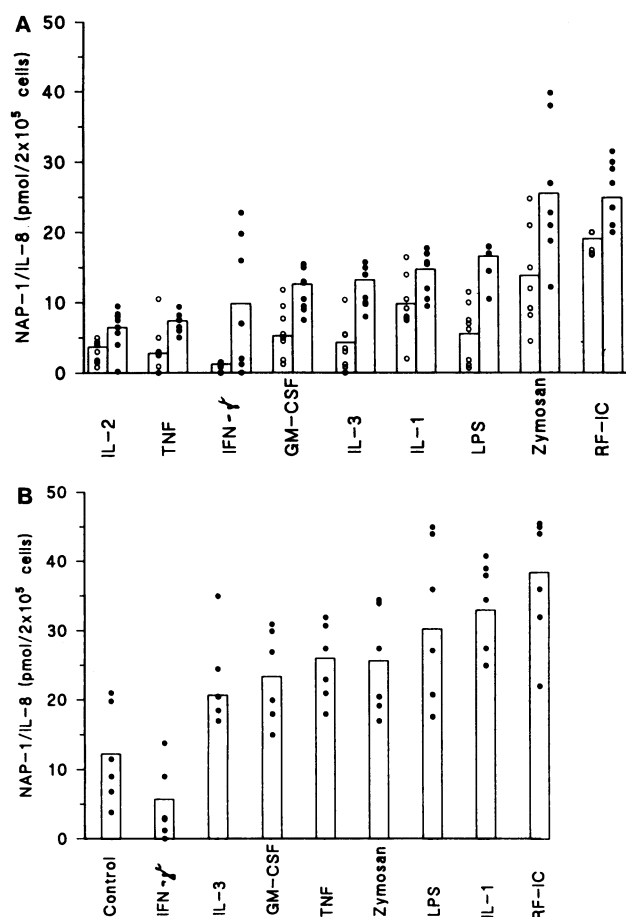 A
50
40
30
20
10
0
NAP-1/IL-8 (pmol/2x10⁵ cells)
IL-2
TNF
IFN-γ
GM-CSF
IL-3
IL-1
LPS
Zymosan
RF-IC
B
50
40
30
20
10
0
NAP-1/IL-8 (pmol/2x10⁵ cells)
Control
IFN-γ
IL-3
GM-CSF
TNF
Zymosan
LPS
IL-1
RF-IC